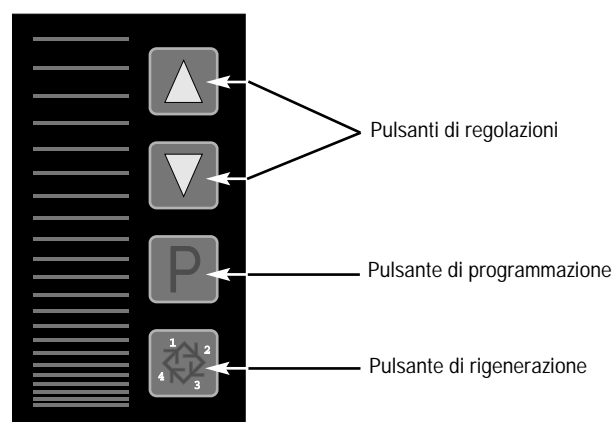 Pulsanti di regolazioni
P
Pulsante di programmazione
1
2
4
3
Pulsante di rigenerazione